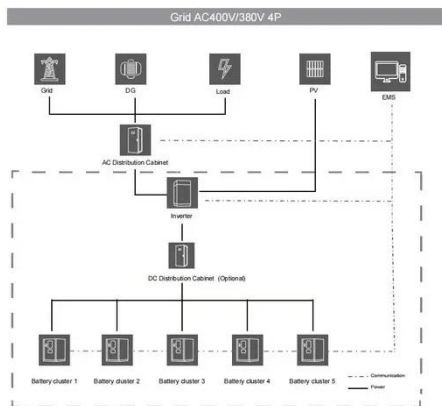 Grid AC400V/380V 4P
Grid
DG
Load
PV
EMS
AC Distribution Cabinet
Inverter
DC Distribution Cabinet (Optional)
Battery cluster 1
Battery cluster 2
Battery cluster 3
Battery cluster 4
Battery cluster 5
Communication
Power